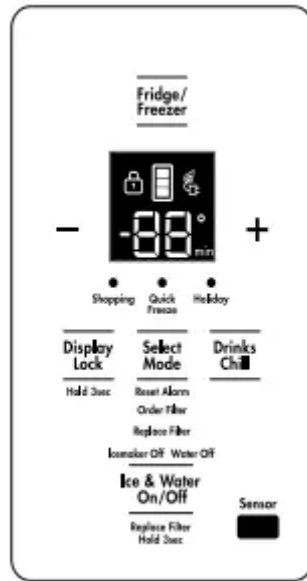 Fridge/
Freezer
-88°
min
− +
Shopping Quick Freeze Holiday
Display Lock Select Mode Drinks Chill
Hold 3sec Reset Alarm
Order Filter
Replace Filter
Icemaker Off Water Off
Ice & Water
On/Off
Sensor
Replace Filter
Hold 3sec